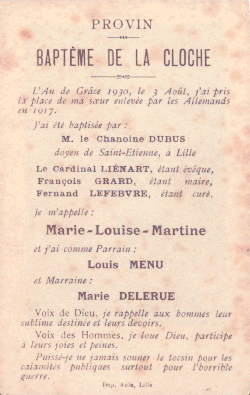 PROVIN
BAPTÊME DE LA CLOCHE
L'An de Grâce 1930, le 3 Août, j'ai pris
la place de ma sœur enlevée par les Allemands
en 1917.
J'ai été baptisée par :
M. le Chanoine DUBUS
doyen de Saint-Etienne, à Lille
Le Cardinal LIÉNART, étant évêque,
François GRARD, étant maire,
Fernand LEFEBVRE, étant curé.
je m'appelle :
Marie-Louise-Martine
et j'ai comme Parrain :
Louis MENU
et Marraine :
Marie DELERUE
Voix de Dieu, je rappelle aux hommes leur
sublime destinée et leurs devoirs.
Voix des Hommes, je loue Dieu, participe
à leurs joies et peines.
Puissé-je ne jamais sonner le tocsin pour les
calamités publiques surtout pour l'horrible
guerre.
Imp. Lille